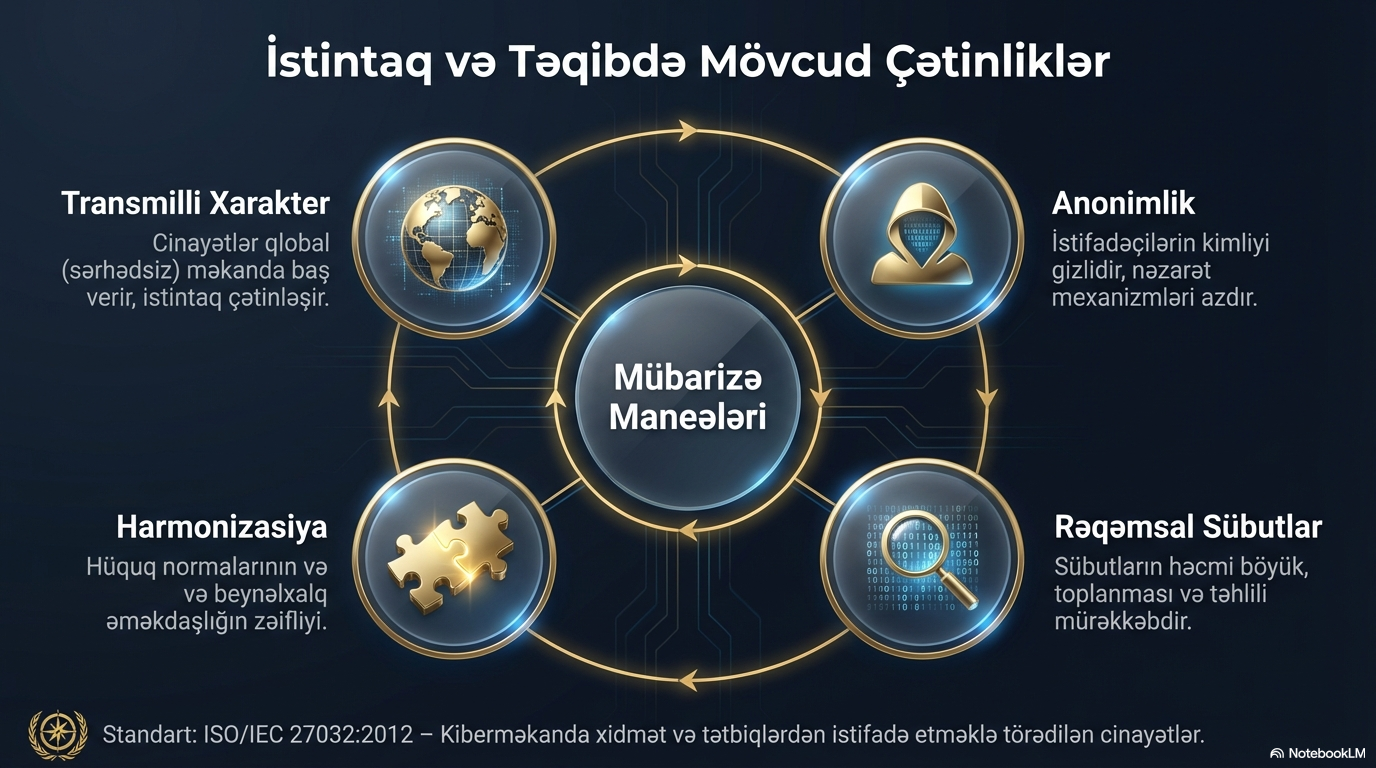 İstintaq və Təqibdə Mövcud Çətinliklər
Transmilli Xarakter
Cinayətlər qlobal
(sərhədsiz) məkanda baş
verir, istintaq çətinləşir.
Anonimlik
İstifadəçilərin kimliyi
gizlidir, nəzarət
mexanizmləri azdır.
Mübarizə
Maneələri
Harmonizasiya
Hüquq normalarının və
və beynəlxalq
əməkdaşlığın zəifliyi.
Rəqəmsal Sübutlar
Sübutların həcmi böyük,
toplanması və təhlili
mürəkkəbdir.
Standart: ISO/IEC 27032:2012 – Kiberməkanda xidmət və tətbiqlərdən istifadə etməklə törədilən cinayətlər.
NotebookLM